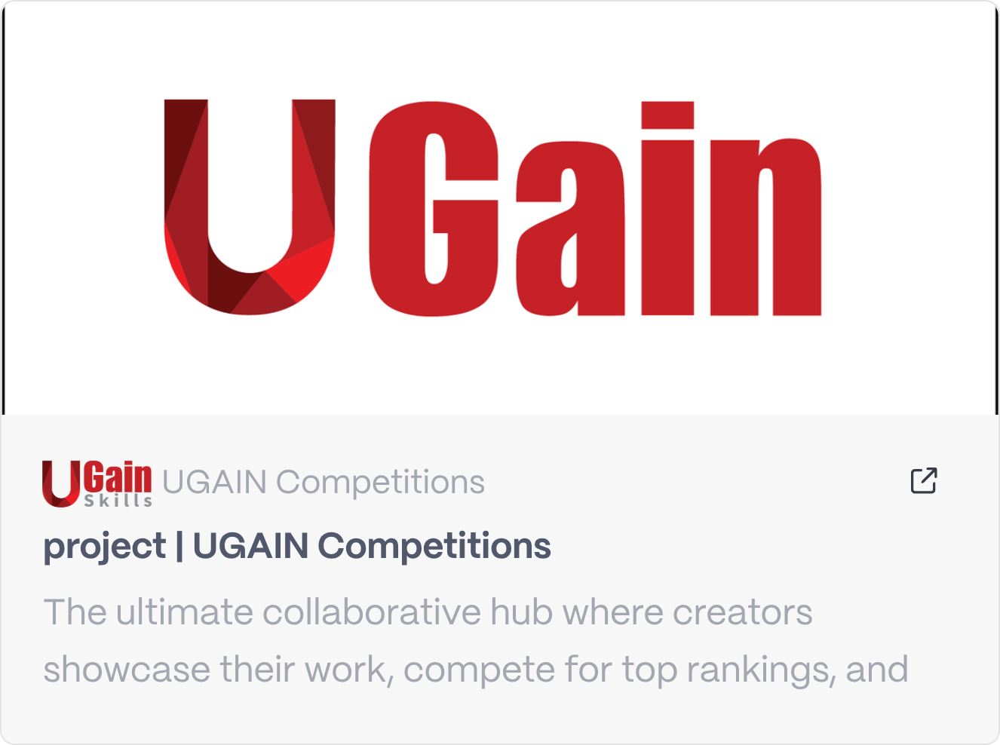 UGain
UGain
Skills
UGAIN Competitions
project | UGAIN Competitions
The ultimate collaborative hub where creators
showcase their work, compete for top rankings, and